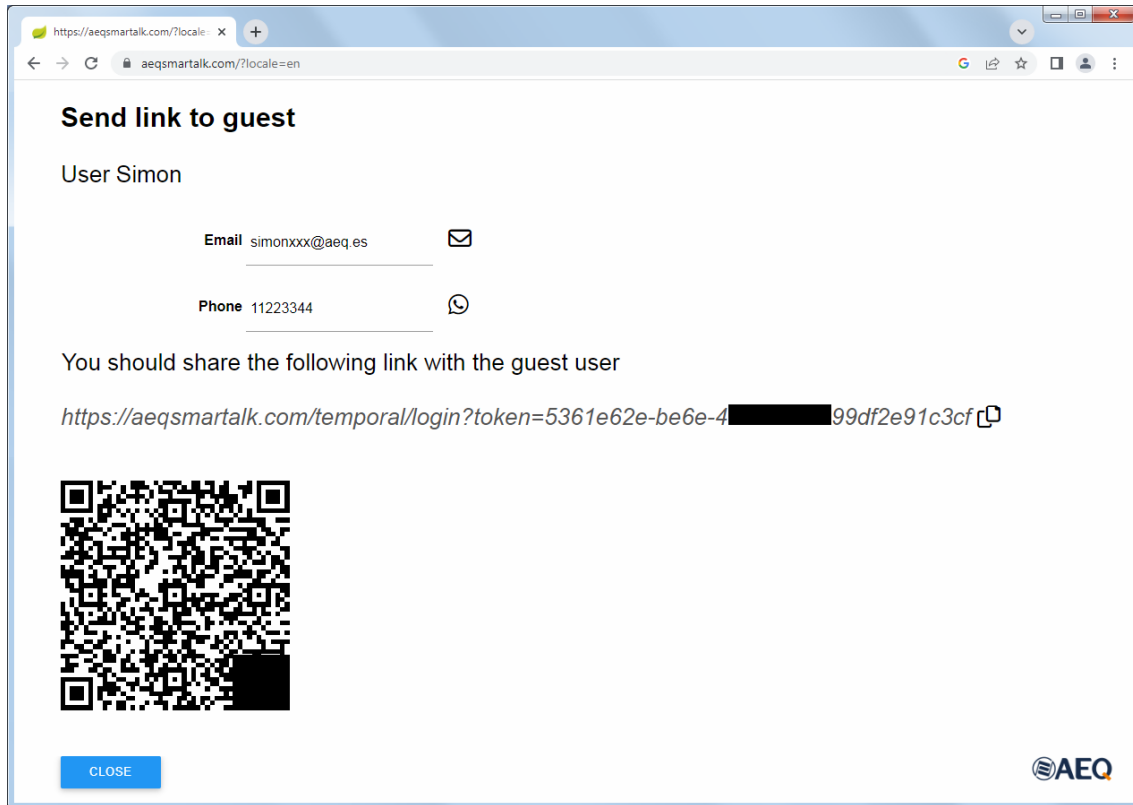 https://aeqsmartalk.com/?locale=
aeqsmartalk.com/?locale=en
Send link to guest
User Simon
Email simonxxx@aeq.es
Phone 11223344
You should share the following link with the guest user
https://aeqsmartalk.com/temporal/login?token=5361e62e-be6e-4 99df2e91c3cf
CLOSE
AEQ